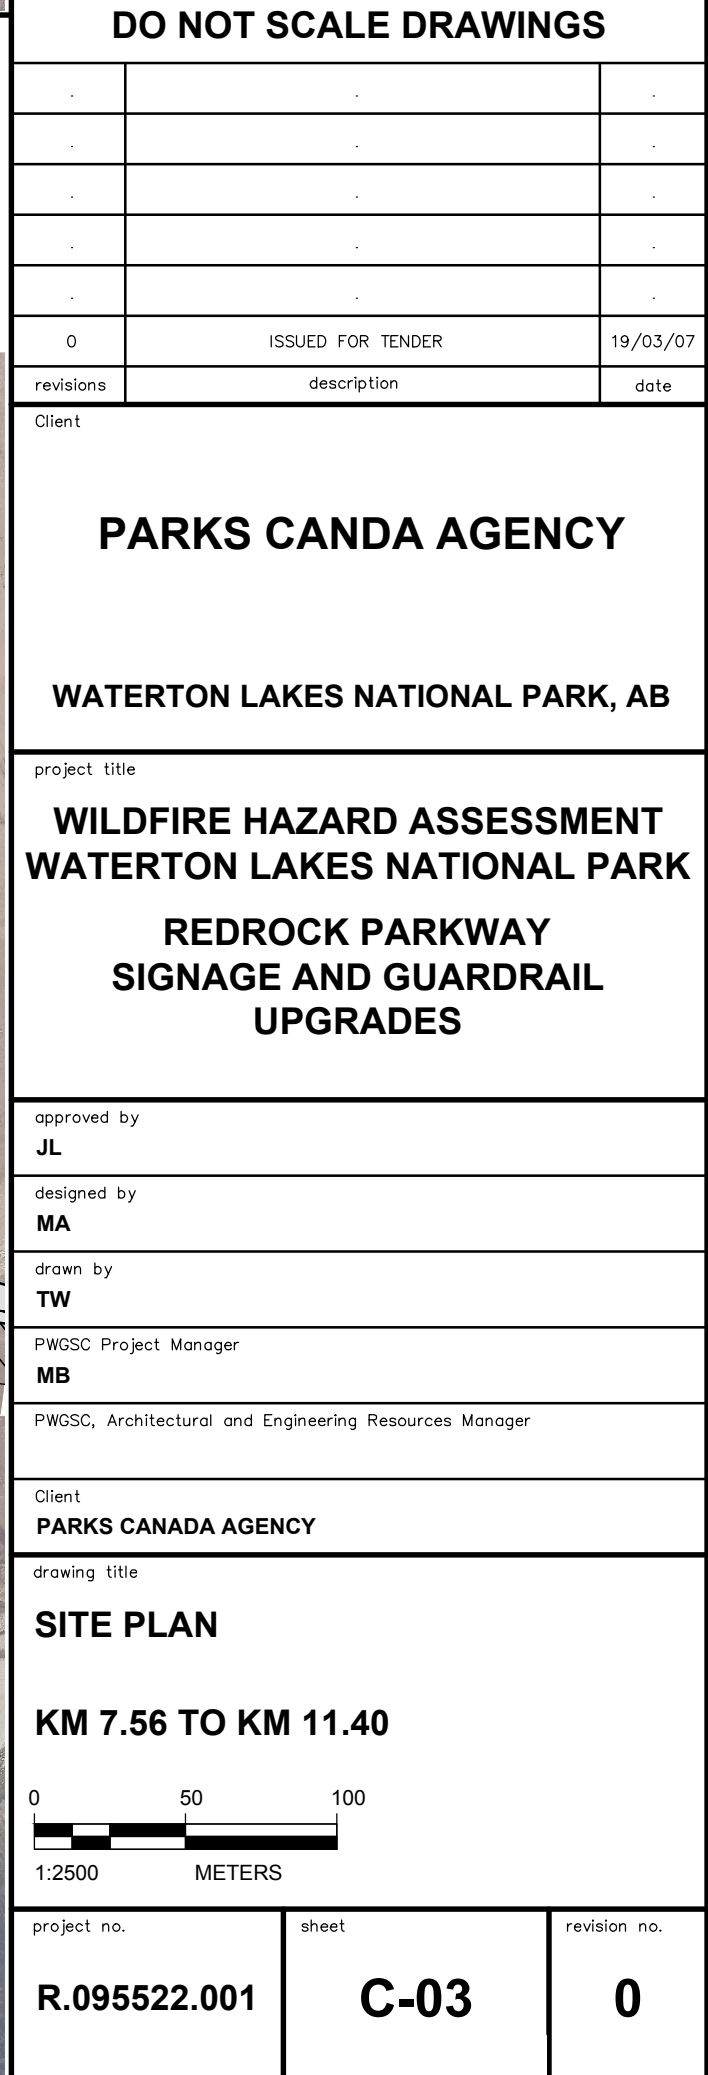 DO NOT SCALE DRAWINGS
. . .
. . .
. . .
. . .
. . .
0 ISSUED FOR TENDER 19/03/07
revisions description date
Client
PARKS CANDA AGENCY
WATERTON LAKES NATIONAL PARK, AB
project title
WILDFIRE HAZARD ASSESSMENT
WATERTON LAKES NATIONAL PARK
REDROCK PARKWAY
SIGNAGE AND GUARDRAIL
UPGRADES
approved by
JL
designed by
MA
drawn by
TW
PWGSC Project Manager
MB
PWGSC, Architectural and Engineering Resources Manager
Client
PARKS CANADA AGENCY
drawing title
SITE PLAN
KM 7.56 TO KM 11.40
0 50 100
1:2500 METERS
project no. sheet revision no.
R.095522.001 C-03 0